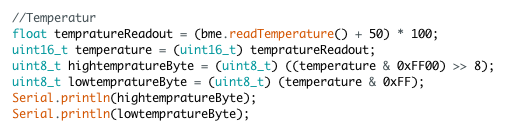 //Temperatur
float tempratureReadout = (bme.readTemperature() + 50) * 100;
uint16_t temperature = (uint16_t) tempratureReadout;
uint8_t hightempratureByte = (uint8_t) ((temperature & 0xFF00) >> 8);
uint8_t lowtempratureByte = (uint8_t) (temperature & 0xFF);
Serial.println(hightempratureByte);
Serial.println(lowtempratureByte);